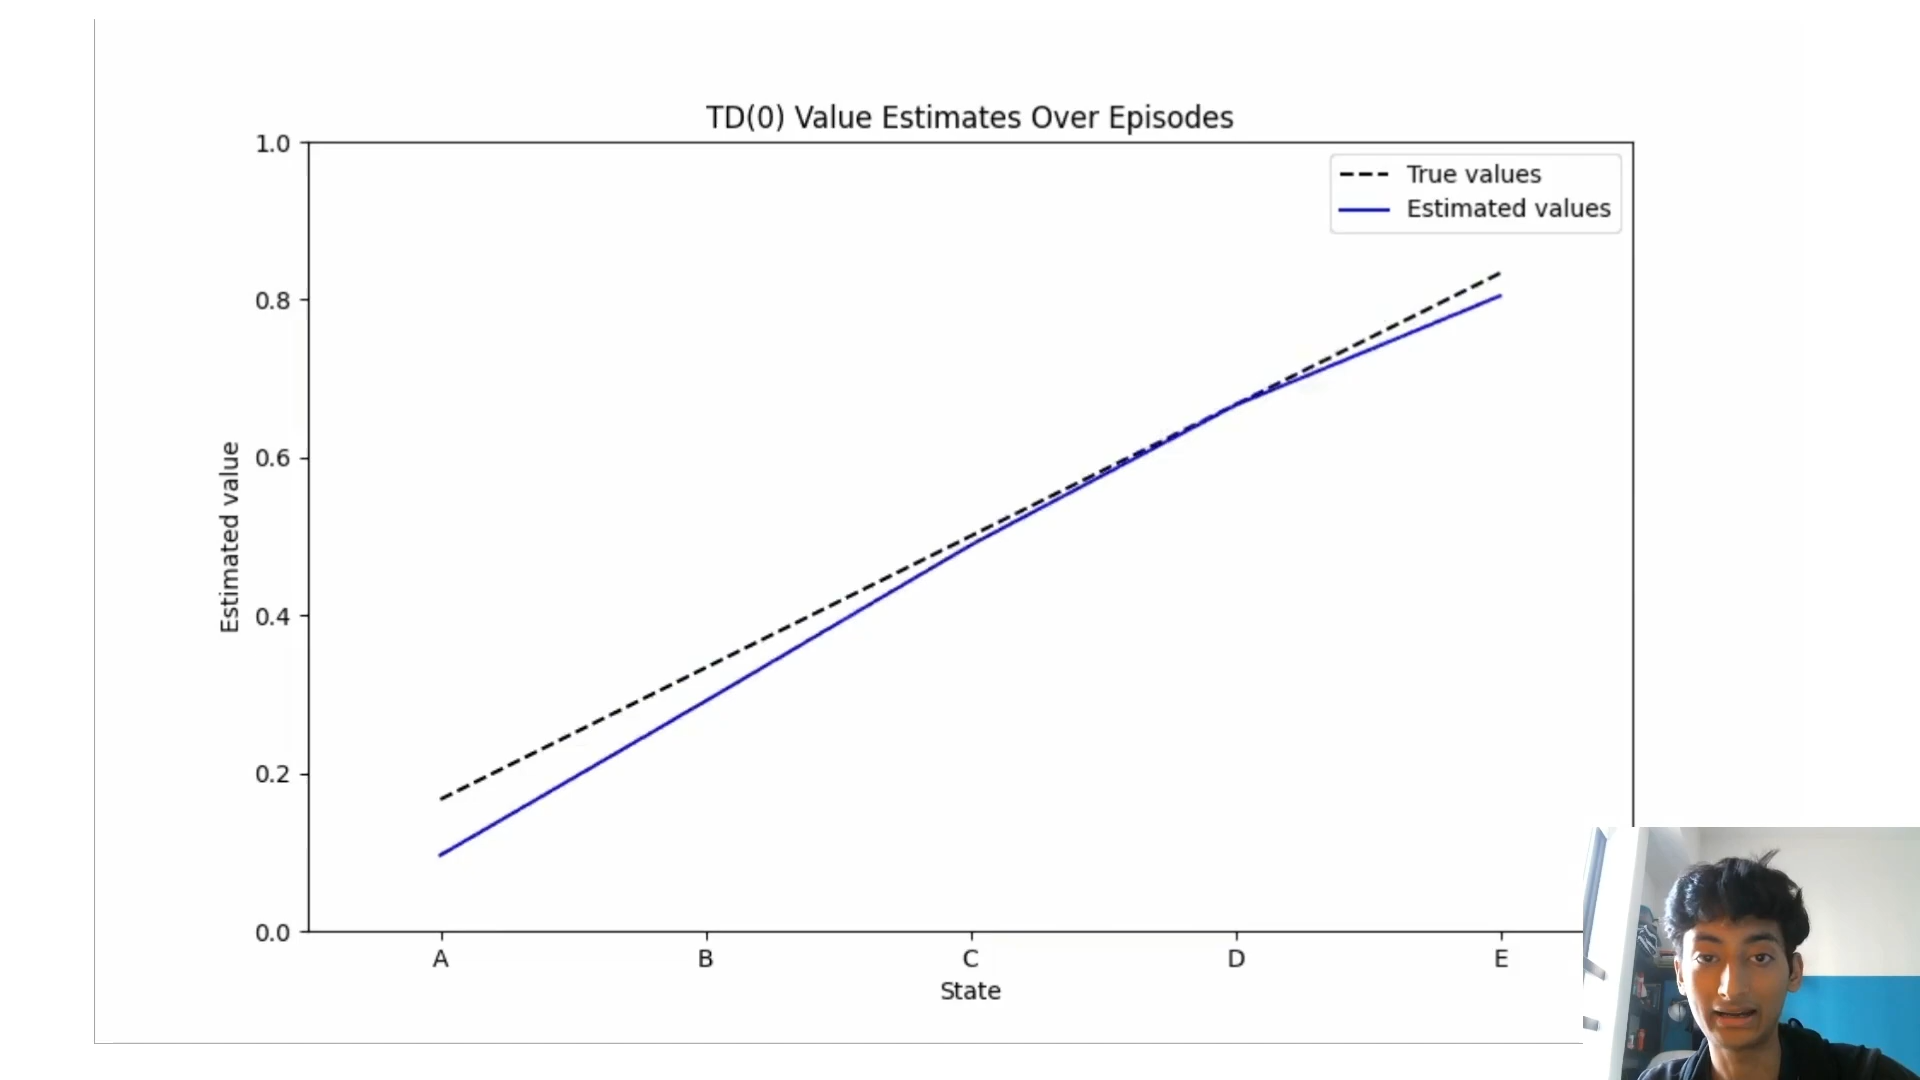 TD(0) Value Estimates Over Episodes
True values
Estimated values
1.0
0.8
0.6
0.4
0.2
0.0
Estimated value
A B C D E
State